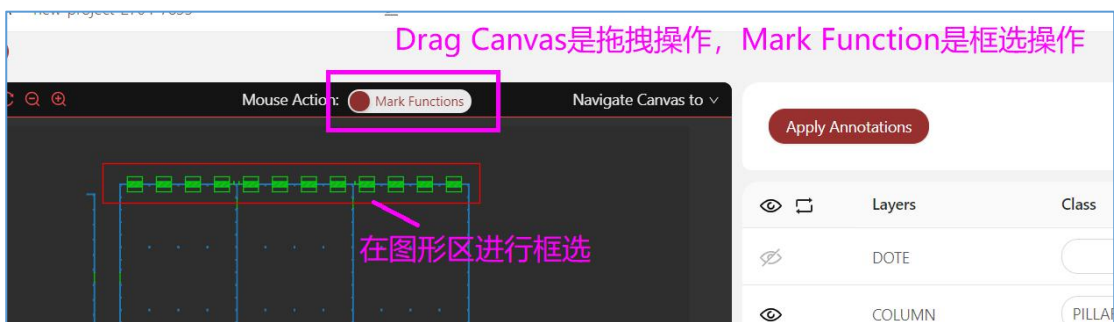 Drag Canvas是拖拽操作，Mark Function是框选操作
Mouse Action: Mark Functions Navigate Canvas to
Apply Annotations
Layers Class
在图形区进行框选
DOTE
COLUMN